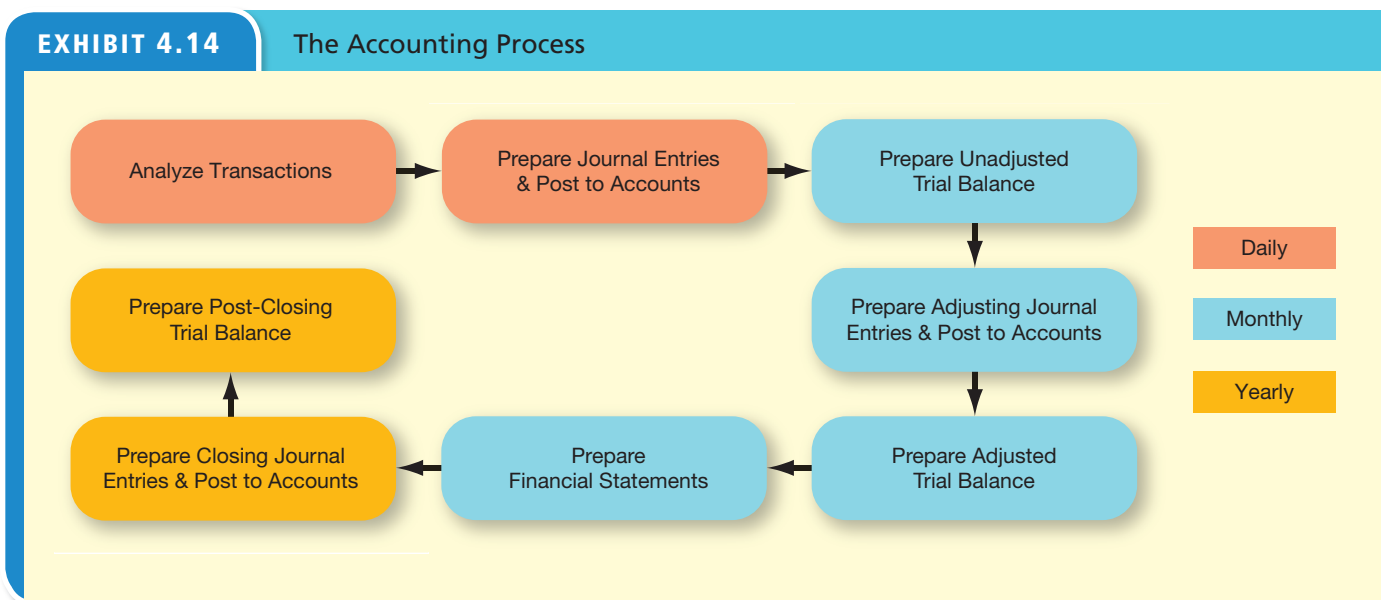 EXHIBIT 4.14
The Accounting Process
Analyze Transactions
Prepare Journal Entries
& Post to Accounts
Prepare Unadjusted
Trial Balance
Daily
Prepare Post-Closing
Trial Balance
Prepare Adjusting Journal
Entries & Post to Accounts
Monthly
Yearly
Prepare Closing Journal
Entries & Post to Accounts
Prepare
Financial Statements
Prepare Adjusted
Trial Balance